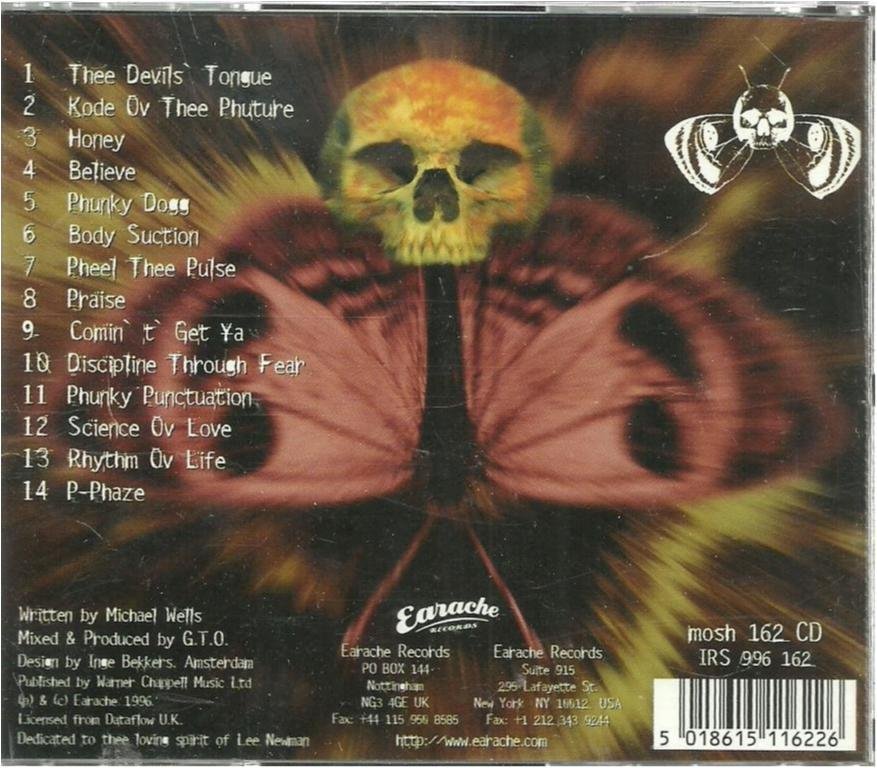 1 Thee Devils` Tongue
2 Kode Öv Thee Phuture
3 Honey
4 Believe
5 Phunky Dogg
6 Body Suction
7 Pheel Thee Pulse
8 Praise
9 Comin` t` Get ¥a
10 Discipline Through Fear
11 Phunky Punctuation
12 Science Öv Love
13 Rhythm Öv Life
14 P-Phaze
Written by Michael Wells
Mixed & Produced by G.T.O.
Design by Inge Bekkers. Amsterdam
Published by Warner Chappell Music Ltd
(p) & (c) Earache 1996
Licensed from Dataflow U.K.
Dedicated to thee loving spirit of Lee Newman
Earache
RECORDS
Earache Records
PO BOX 144
Nottingham
NG3 4GE UK
Fax: +44 115 950 8585
Earache Records
Suite 915
295 Lafayette St.
New York NY 10012 USA
Fax: +1 212 343 9244
http://www.earache.com
mosh 162 CD
IRS 996 162
5 018615 116226